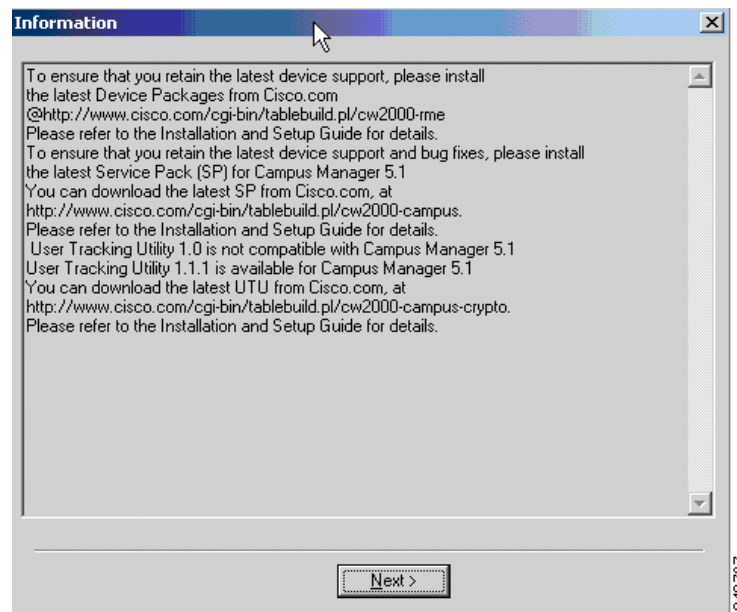 Information
To ensure that you retain the latest device support, please install
the latest Device Packages from Cisco.com
@http://www.cisco.com/cgi-bin/tablebuild.pl/cw2000-rme
Please refer to the Installation and Setup Guide for details.
To ensure that you retain the latest device support and bug fixes, please install
the latest Service Pack (SP) for Campus Manager 5.1
You can download the latest SP from Cisco.com, at
http://www.cisco.com/cgi-bin/tablebuild.pl/cw2000-campus.
Please refer to the Installation and Setup Guide for details.
User Tracking Utility 1.0 is not compatible with Campus Manager 5.1
User Tracking Utility 1.1.1 is available for Campus Manager 5.1
You can download the latest UTU from Cisco.com, at
http://www.cisco.com/cgi-bin/tablebuild.pl/cw2000-campus-crypto.
Please refer to the Installation and Setup Guide for details.
Next >